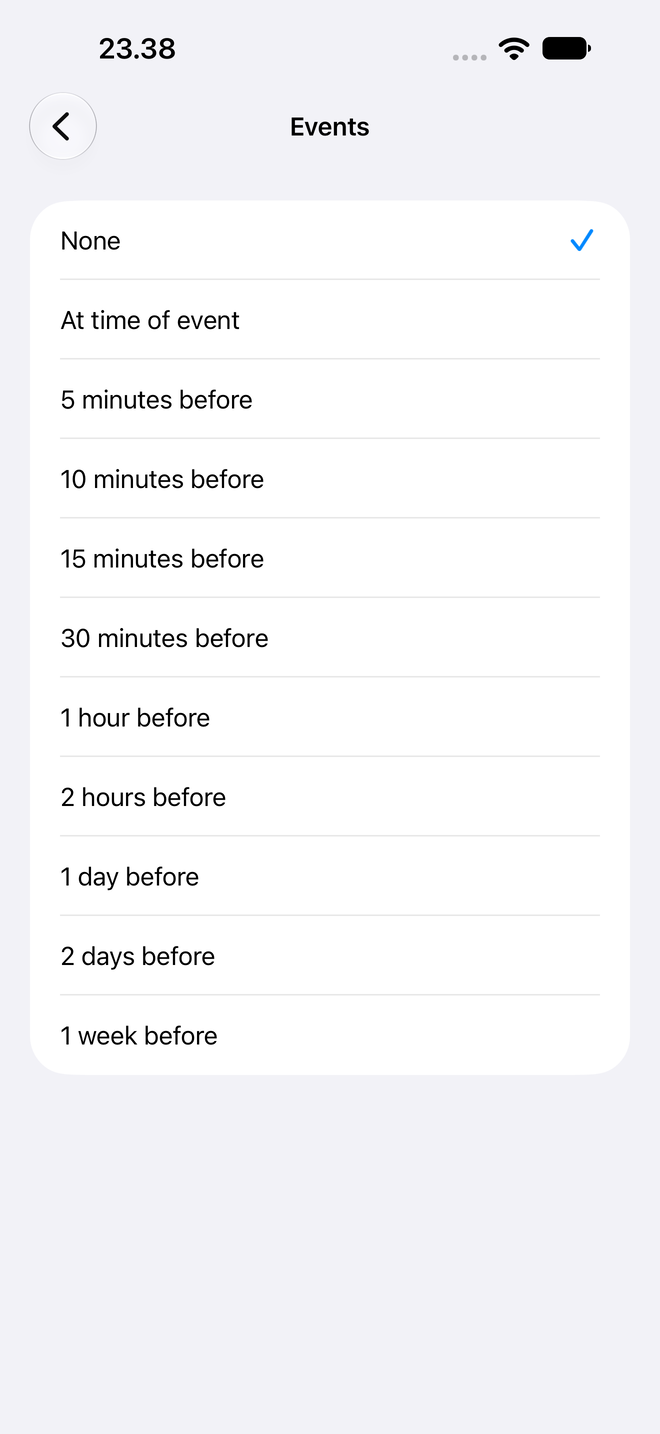 23.38
Events
None
At time of event
5 minutes before
10 minutes before
15 minutes before
30 minutes before
1 hour before
2 hours before
1 day before
2 days before
1 week before